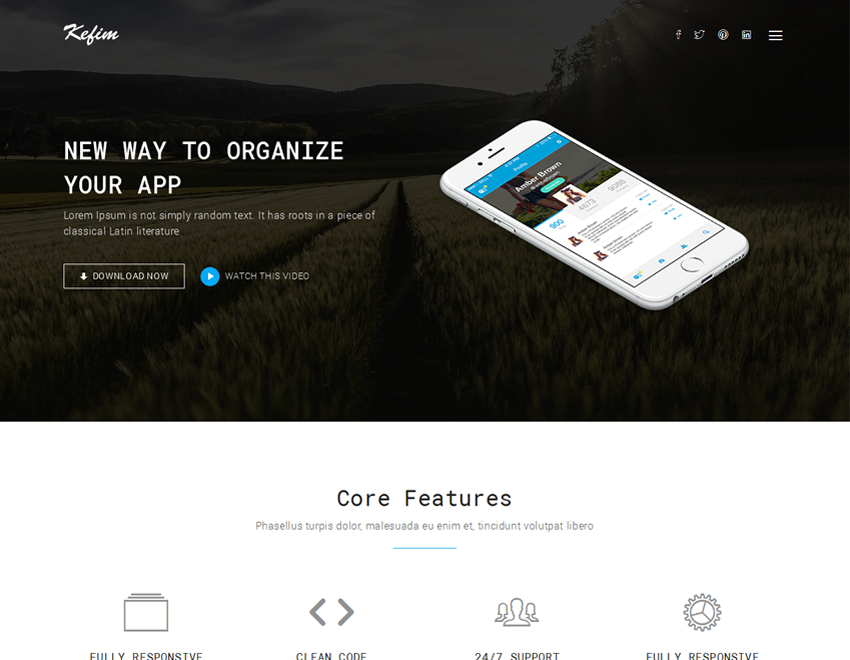 Kefim
NEW WAY TO ORGANIZE
YOUR APP
Lorem Ipsum is not simply random text. It has roots in a piece of
classical Latin literature
DOWNLOAD NOW
WATCH THIS VIDEO
Profile
Amber Brown
900
4673
9088
Core Features
Phasellus turpis dolor, malesuada eu enim et, tincidunt volutpat libero
FULLY RESPONSIVE
CLEAN CODE
24/7 SUPPORT
FULLY RESPONSIVE